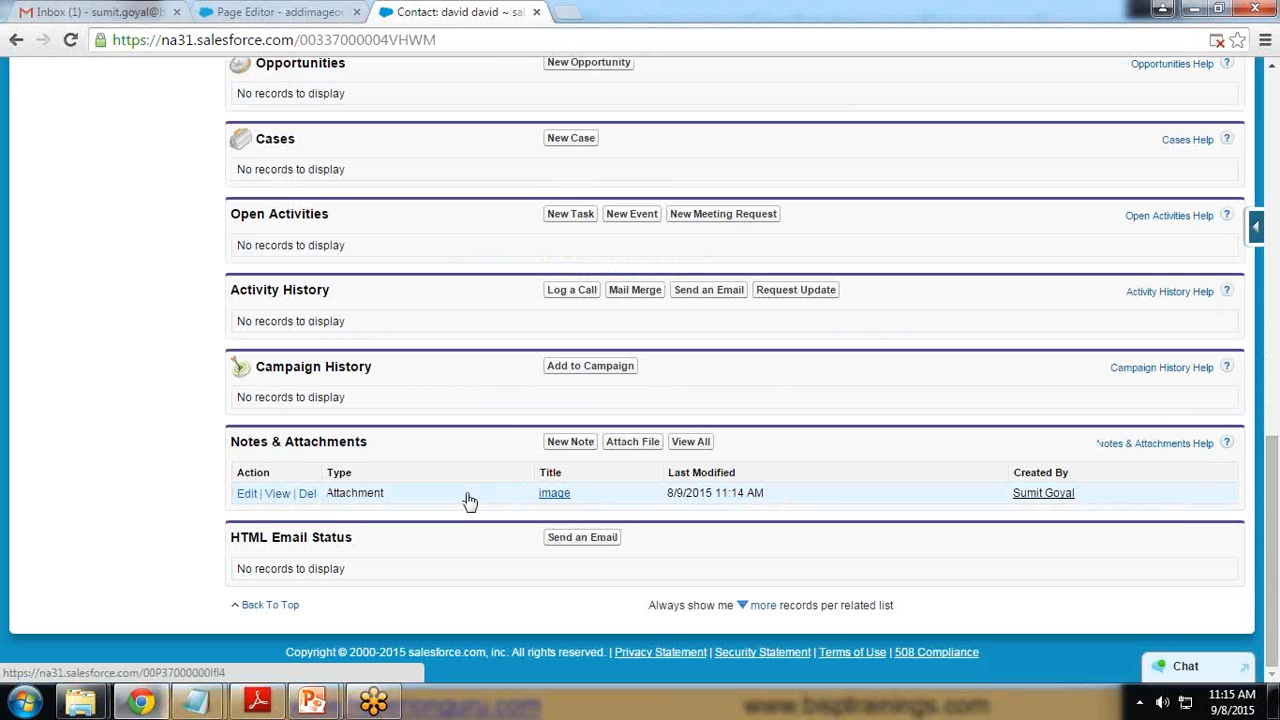 Inbox (1) - sumit.goyal@b
Page Editor - addimageo
Contact: david david ~ sal
https://na31.salesforce.com/00337000004VHWM
Opportunities New Opportunity Opportunities Help ?
No records to display
Cases New Case Cases Help ?
No records to display
Open Activities New Task New Event New Meeting Request Open Activities Help ?
No records to display
Activity History Log a Call Mail Merge Send an Email Request Update Activity History Help ?
No records to display
Campaign History Add to Campaign Campaign History Help ?
No records to display
Notes & Attachments New Note Attach File View All Notes & Attachments Help ?
Action Type Title Last Modified Created By
Edit | View | Del Attachment image 8/9/2015 11:14 AM Sumit Goyal
HTML Email Status Send an Email
No records to display
Back To Top Always show me more records per related list
Copyright © 2000-2015 salesforce.com, inc. All rights reserved. | Privacy Statement | Security Statement | Terms of Use | 508 Compliance
Chat
11:15 AM
9/8/2015